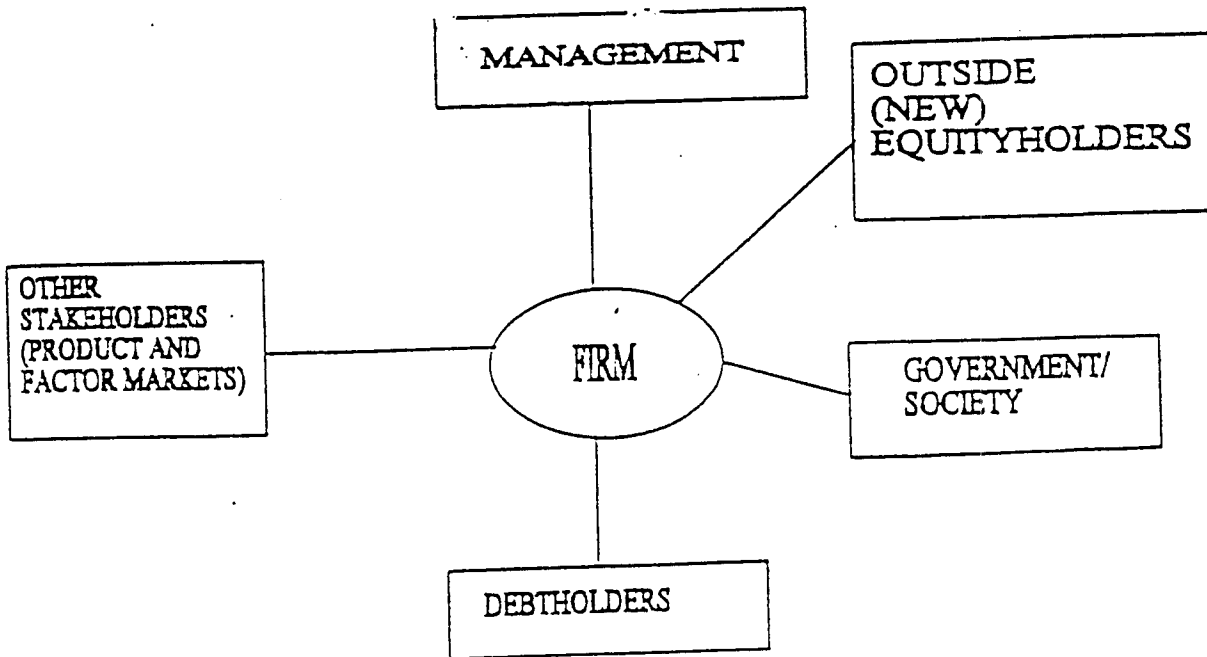 MANAGEMENT
OUTSIDE
(NEW)
EQUITYHOLDERS
OTHER
STAKEHOLDERS
(PRODUCT AND
FACTOR MARKETS)
FIRM
GOVERNMENT/
SOCIETY
DEBTHOLDERS